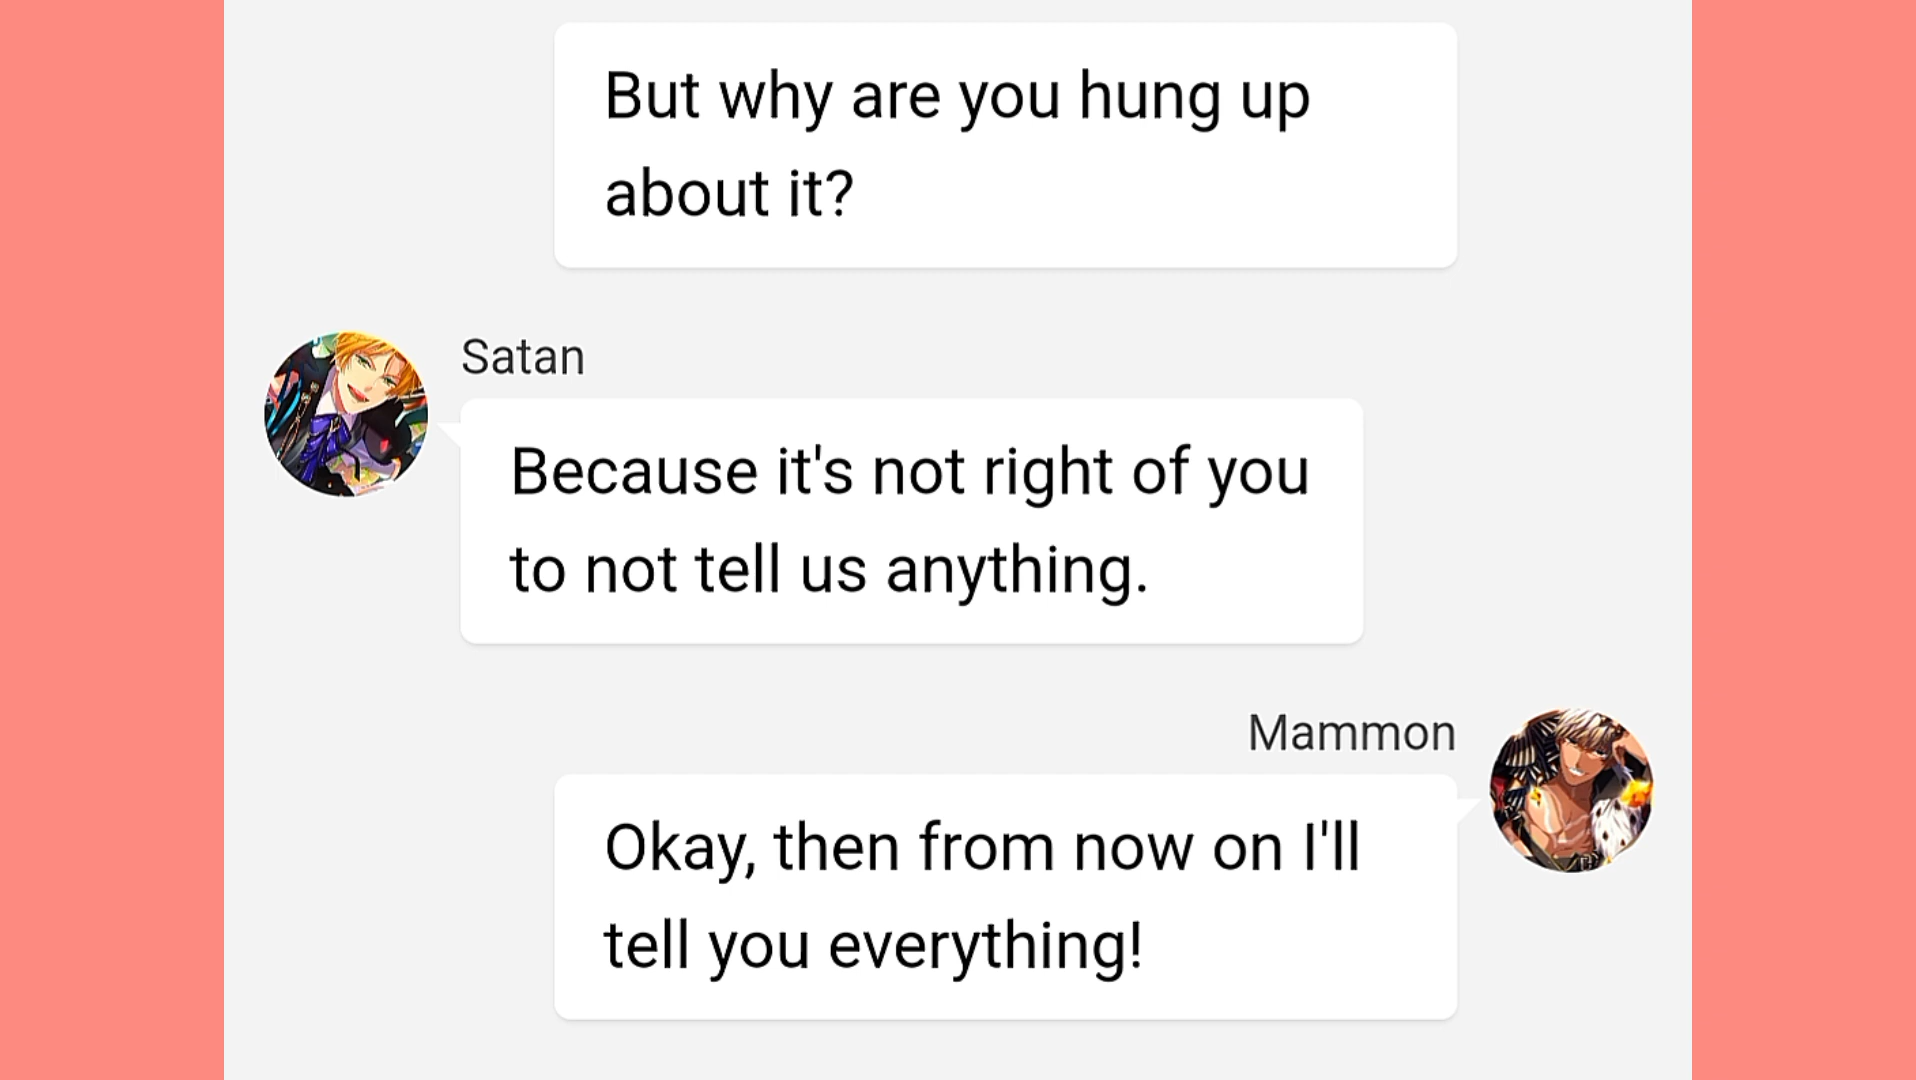 But why are you hung up
about it?
Satan
Because it's not right of you
to not tell us anything.
Mammon
Okay, then from now on I'll
tell you everything!